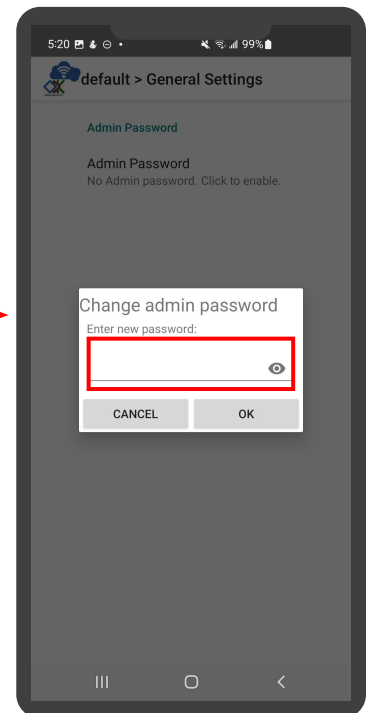 5:20 99%
default > General Settings
Admin Password
Admin Password
No Admin password. Click to enable.
Change admin password
Enter new password:
CANCEL OK